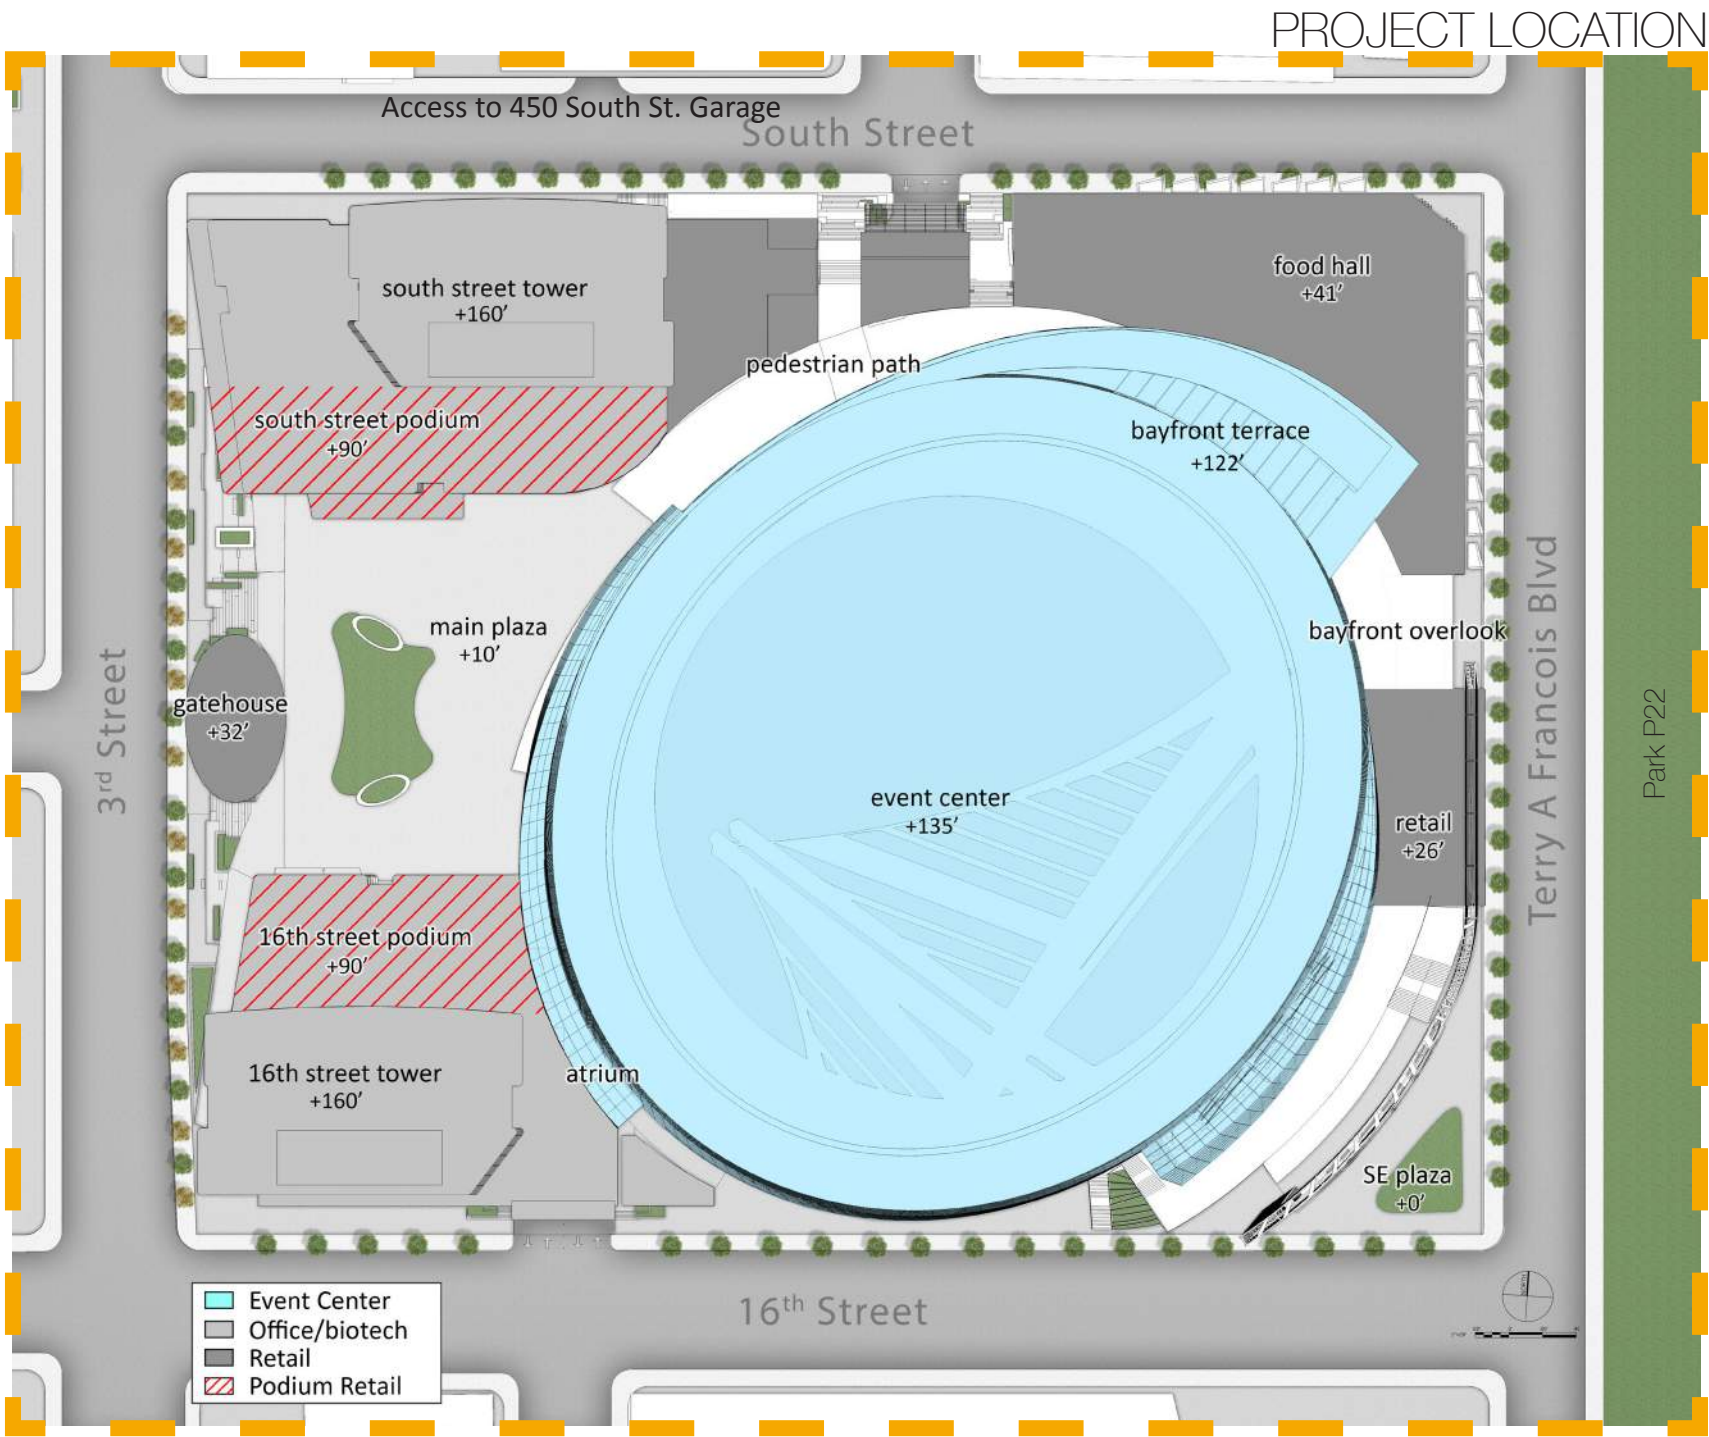 PROJECT LOCATION
Access to 450 South St. Garage
South Street
south street tower
+160'
food hall
+41'
pedestrian path
south street podium
+90'
bayfront terrace
+122'
main plaza
+10'
bayfront overlook
gatehouse
+32'
3rd Street
Terry A Francois Blvd
Park P22
event center
+135'
retail
+26'
16th street podium
+90'
16th street tower
+160'
atrium
SE plaza
+0'
16th Street
NORTH
Event Center
Office/biotech
Retail
Podium Retail